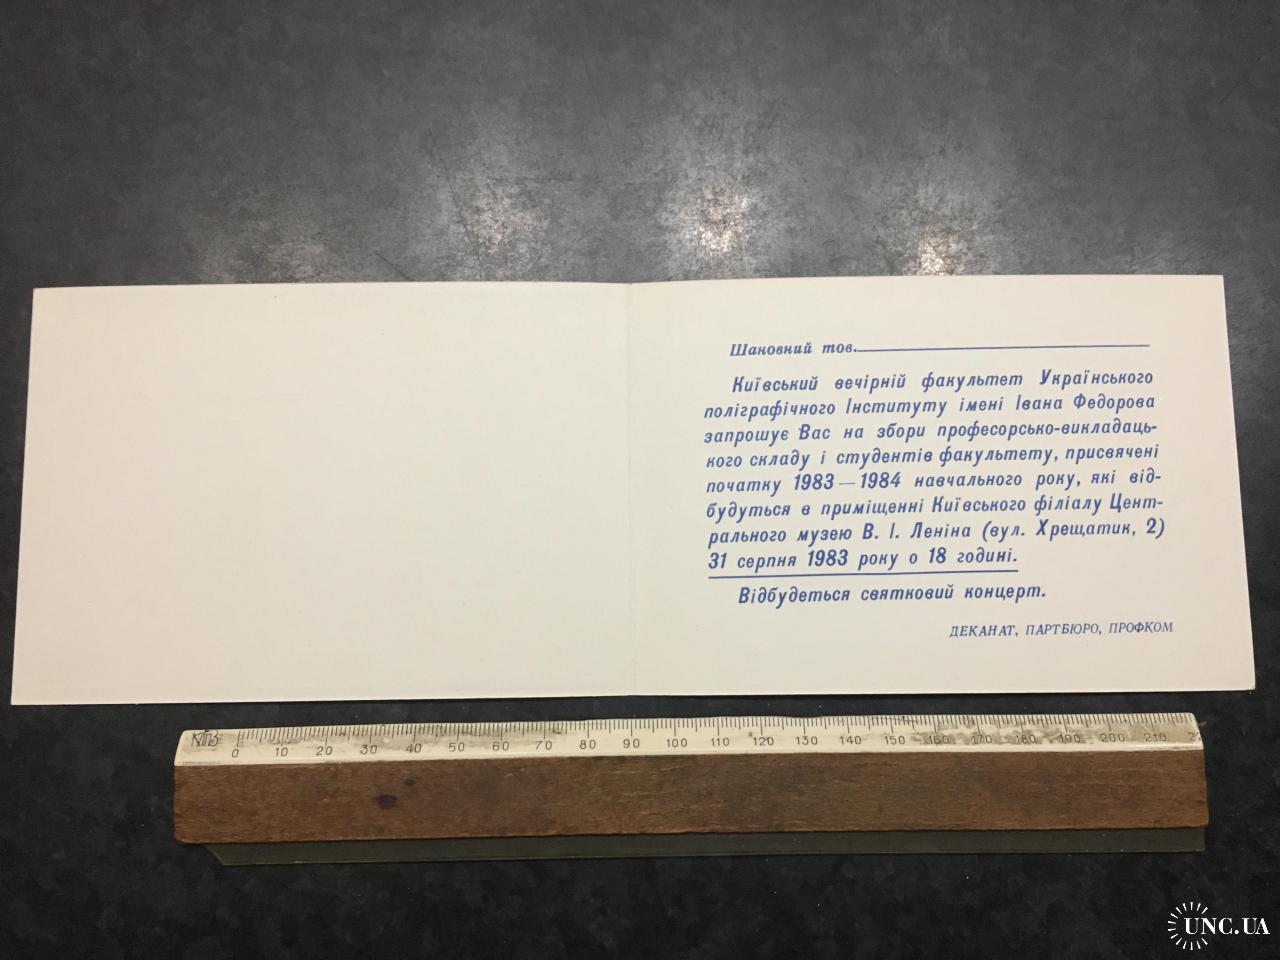 Шановний тов.
Київський вечірній факультет Українського
поліграфічного Інституту імені Івана Федорова
запрошує Вас на збори професорсько-викладаць-
кого складу і студентів факультету, присвячені
початку 1983—1984 навчального року, які від-
будуться в приміщенні Київського філіалу Цент-
рального музею В. І. Леніна (вул. Хрещатик, 2)
31 серпня 1983 року о 18 годині.
Відбудеться святковий концерт.
ДЕКАНАТ, ПАРТБЮРО, ПРОФКОМ
0 10 20 30 40 50 60 70 80 90 100 110 120 130 140 150 160 170 180 190 200 210
UNC.UA